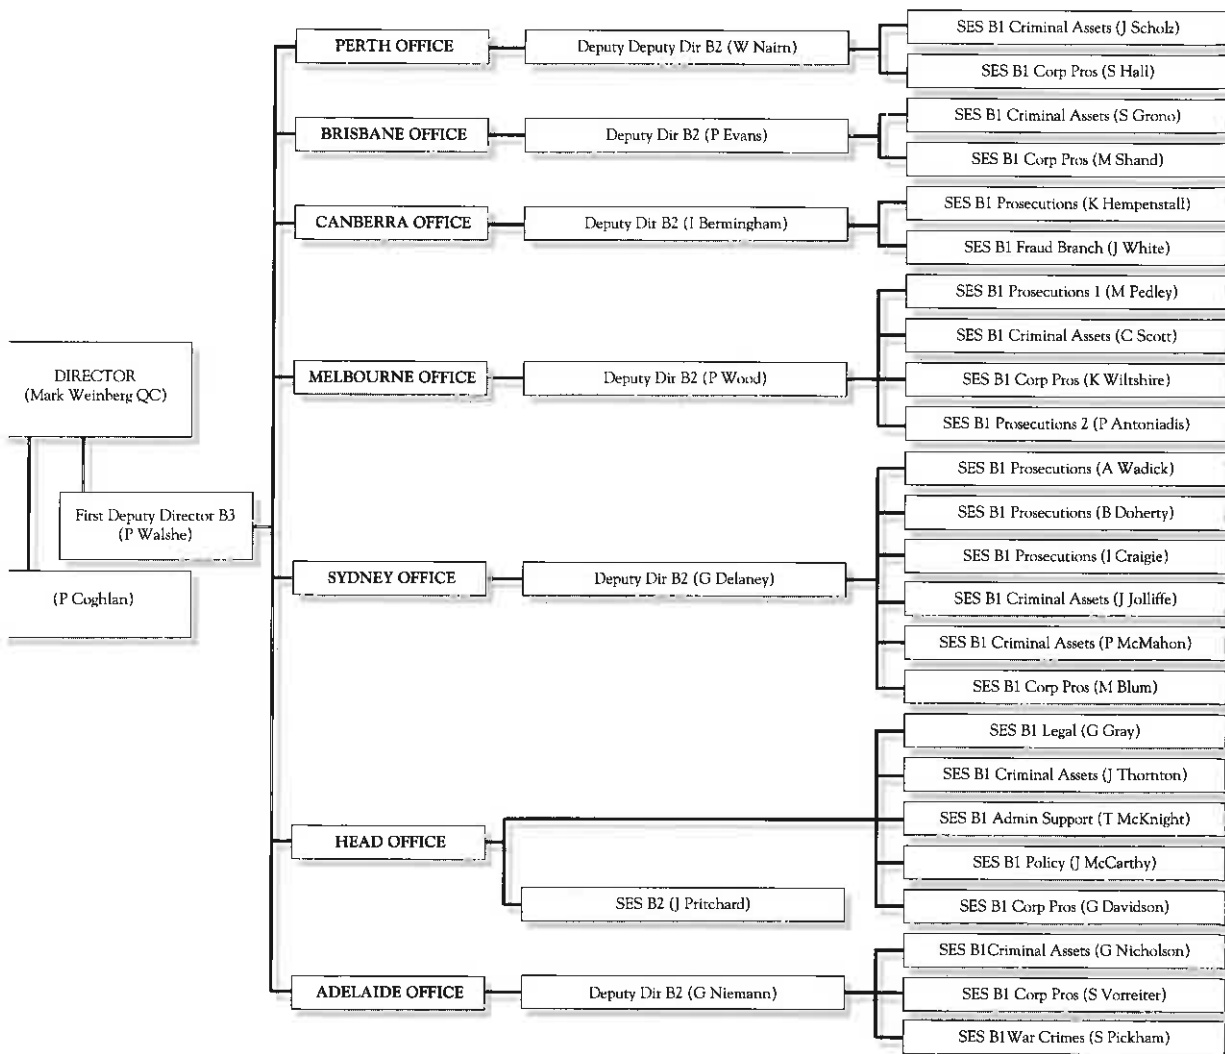 DIRECTOR
(Mark Weinberg QC)
First Deputy Director B3
(P Walshe)
(P Coghlan)
PERTH OFFICE
Deputy Deputy Dir B2 (W Nairn)
SES B1 Criminal Assets (J Scholz)
SES B1 Corp Pros (S Hall)
BRISBANE OFFICE
Deputy Dir B2 (P Evans)
SES B1 Criminal Assets (S Grono)
SES B1 Corp Pros (M Shand)
CANBERRA OFFICE
Deputy Dir B2 (I Bermingham)
SES B1 Prosecutions (K Hempenstall)
SES B1 Fraud Branch (J White)
MELBOURNE OFFICE
Deputy Dir B2 (P Wood)
SES B1 Prosecutions 1 (M Pedley)
SES B1 Criminal Assets (C Scott)
SES B1 Corp Pros (K Wiltshire)
SES B1 Prosecutions 2 (P Antoniadis)
SYDNEY OFFICE
Deputy Dir B2 (G Delaney)
SES B1 Prosecutions (A Wadick)
SES B1 Prosecutions (B Doherty)
SES B1 Prosecutions (I Craigie)
SES B1 Criminal Assets (J Jolliffe)
SES B1 Criminal Assets (P McMahon)
SES B1 Corp Pros (M Blum)
HEAD OFFICE
SES B2 (J Pritchard)
SES B1 Legal (G Gray)
SES B1 Criminal Assets (J Thornton)
SES B1 Admin Support (T McKnight)
SES B1 Policy (J McCarthy)
SES B1 Corp Pros (G Davidson)
ADELAIDE OFFICE
Deputy Dir B2 (G Niemann)
SES B1Criminal Assets (G Nicholson)
SES B1 Corp Pros (S Vorreiter)
SES B1War Crimes (S Pickham)